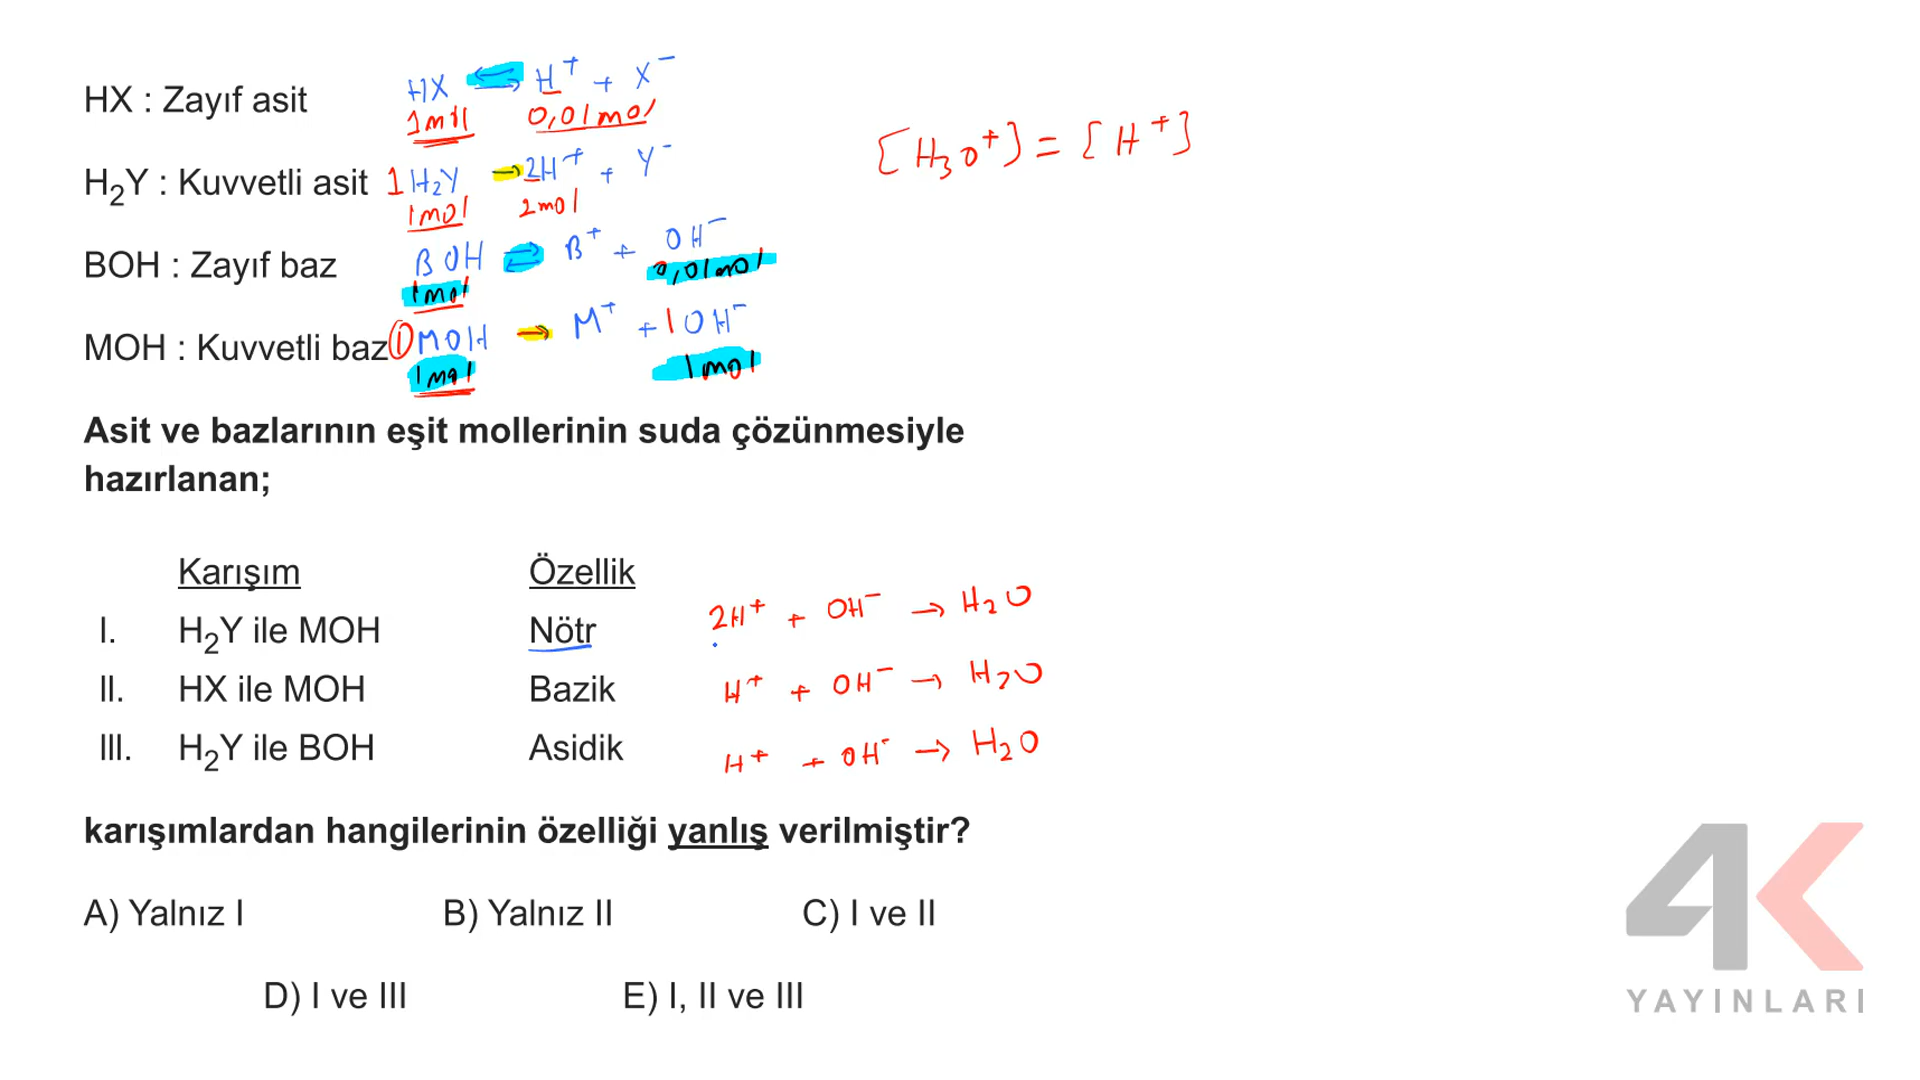 HX : Zayıf asit HX ⇌ H⁺ + X⁻
1mol 0,01mol
[H₃O⁺] = [H⁺]
H₂Y : Kuvvetli asit 1 H₂Y → 2H⁺ + Y⁻
1mol 2mol
BOH : Zayıf baz BOH ⇌ B⁺ + OH⁻
1mol 0,01mol
MOH : Kuvvetli baz 1 MOH → M⁺ + 1OH⁻
1mol 1mol
Asit ve bazlarının eşit mollerinin suda çözünmesiyle
hazırlanan;
Karışım Özellik
I. H₂Y ile MOH Nötr 2H⁺ + OH⁻ → H₂O
II. HX ile MOH Bazik H⁺ + OH⁻ → H₂O
III. H₂Y ile BOH Asidik H⁺ + OH⁻ → H₂O
karışımlardan hangilerinin özelliği yanlış verilmiştir?
A) Yalnız I B) Yalnız II C) I ve II
D) I ve III E) I, II ve III
4K
YAYINLARI